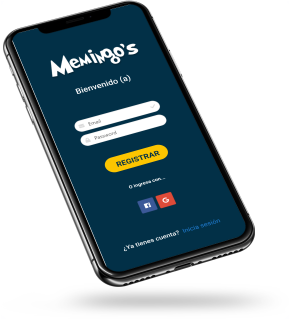 Memingo's
Bienvenido (a)
Email
Password
REGISTRAR
O ingresa con...
G
¿Ya tienes cuenta? Inicia sesión